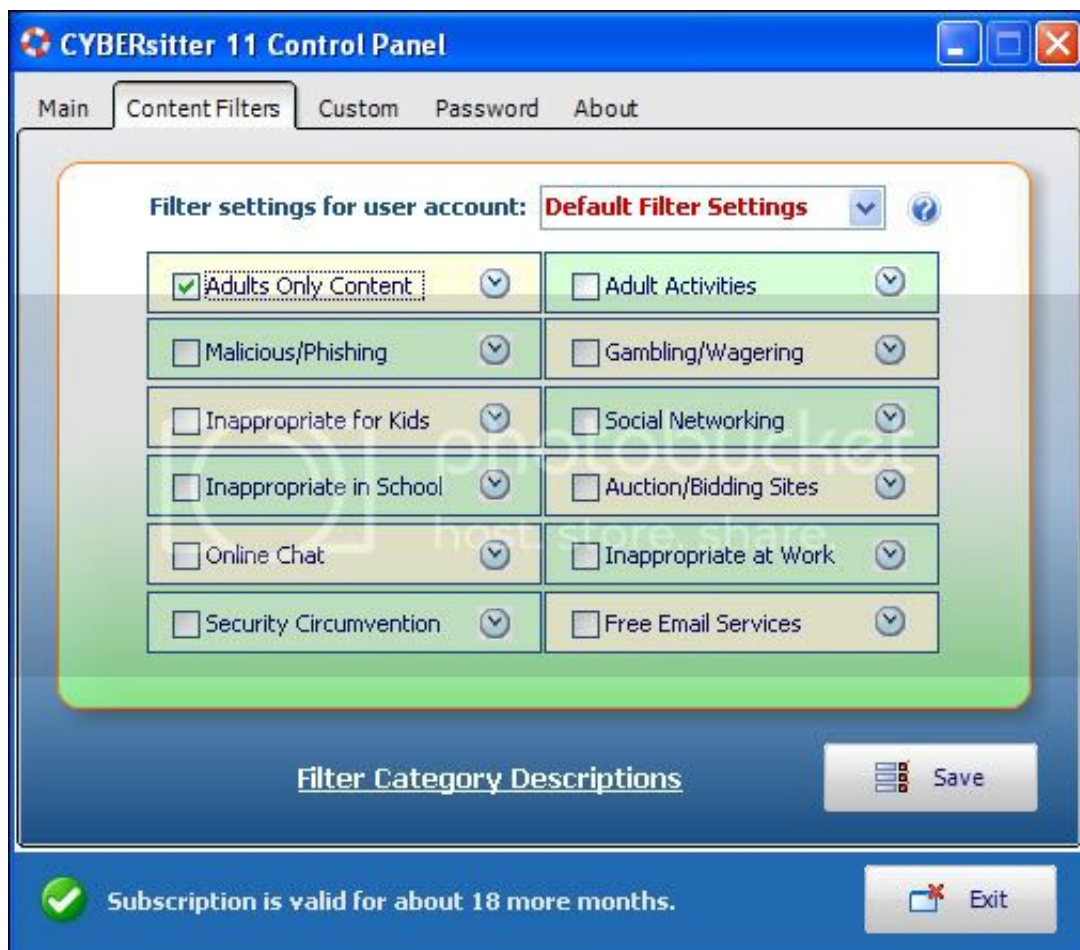 CYBERsitter 11 Control Panel
Main Content Filters Custom Password About
Filter settings for user account: Default Filter Settings
Adults Only Content Adult Activities
Malicious/Phishing Gambling/Wagering
Inappropriate for Kids Social Networking
photobucket
Inappropriate in School Auction/Bidding Sites
host. store. share.
Online Chat Inappropriate at Work
Security Circumvention Free Email Services
Filter Category Descriptions Save
Subscription is valid for about 18 more months. Exit